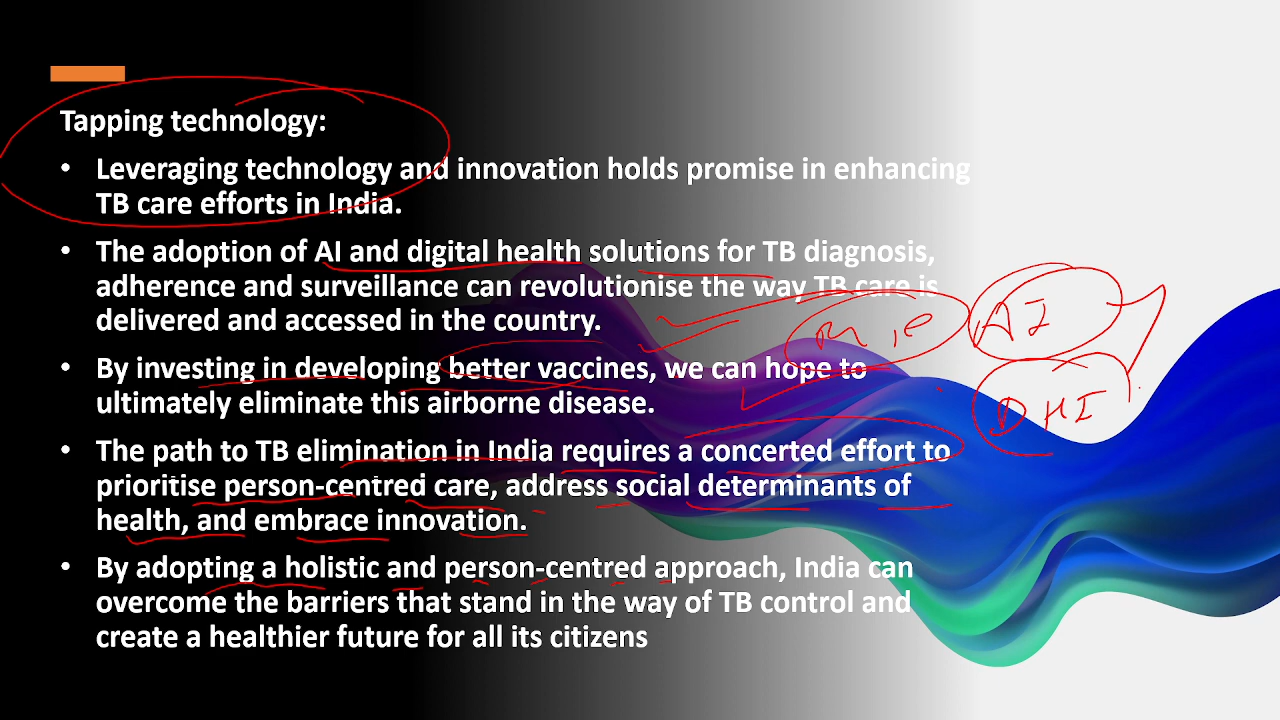 Tapping technology:
• Leveraging technology and innovation holds promise in enhancing
TB care efforts in India.
• The adoption of AI and digital health solutions for TB diagnosis,
adherence and surveillance can revolutionise the way TB care is
delivered and accessed in the country.
• By investing in developing better vaccines, we can hope to
ultimately eliminate this airborne disease.
• The path to TB elimination in India requires a concerted effort to
prioritise person-centred care, address social determinants of
health, and embrace innovation.
• By adopting a holistic and person-centred approach, India can
overcome the barriers that stand in the way of TB control and
create a healthier future for all its citizens
AI
DHI